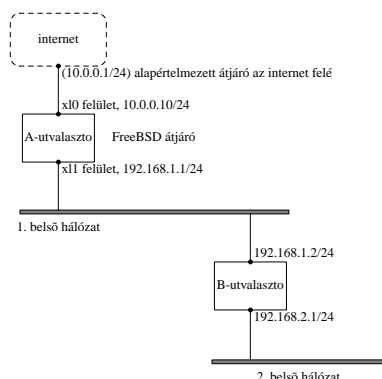 internet
(10.0.0.1/24) alapértelmezett átjáró az internet felé
xl0 felület, 10.0.0.10/24
A-utvalaszto
FreeBSD átjáró
xl1 felület, 192.168.1.1/24
1. belsõ hálózat
192.168.1.2/24
B-utvalaszto
192.168.2.1/24
2. belsõ hálózat